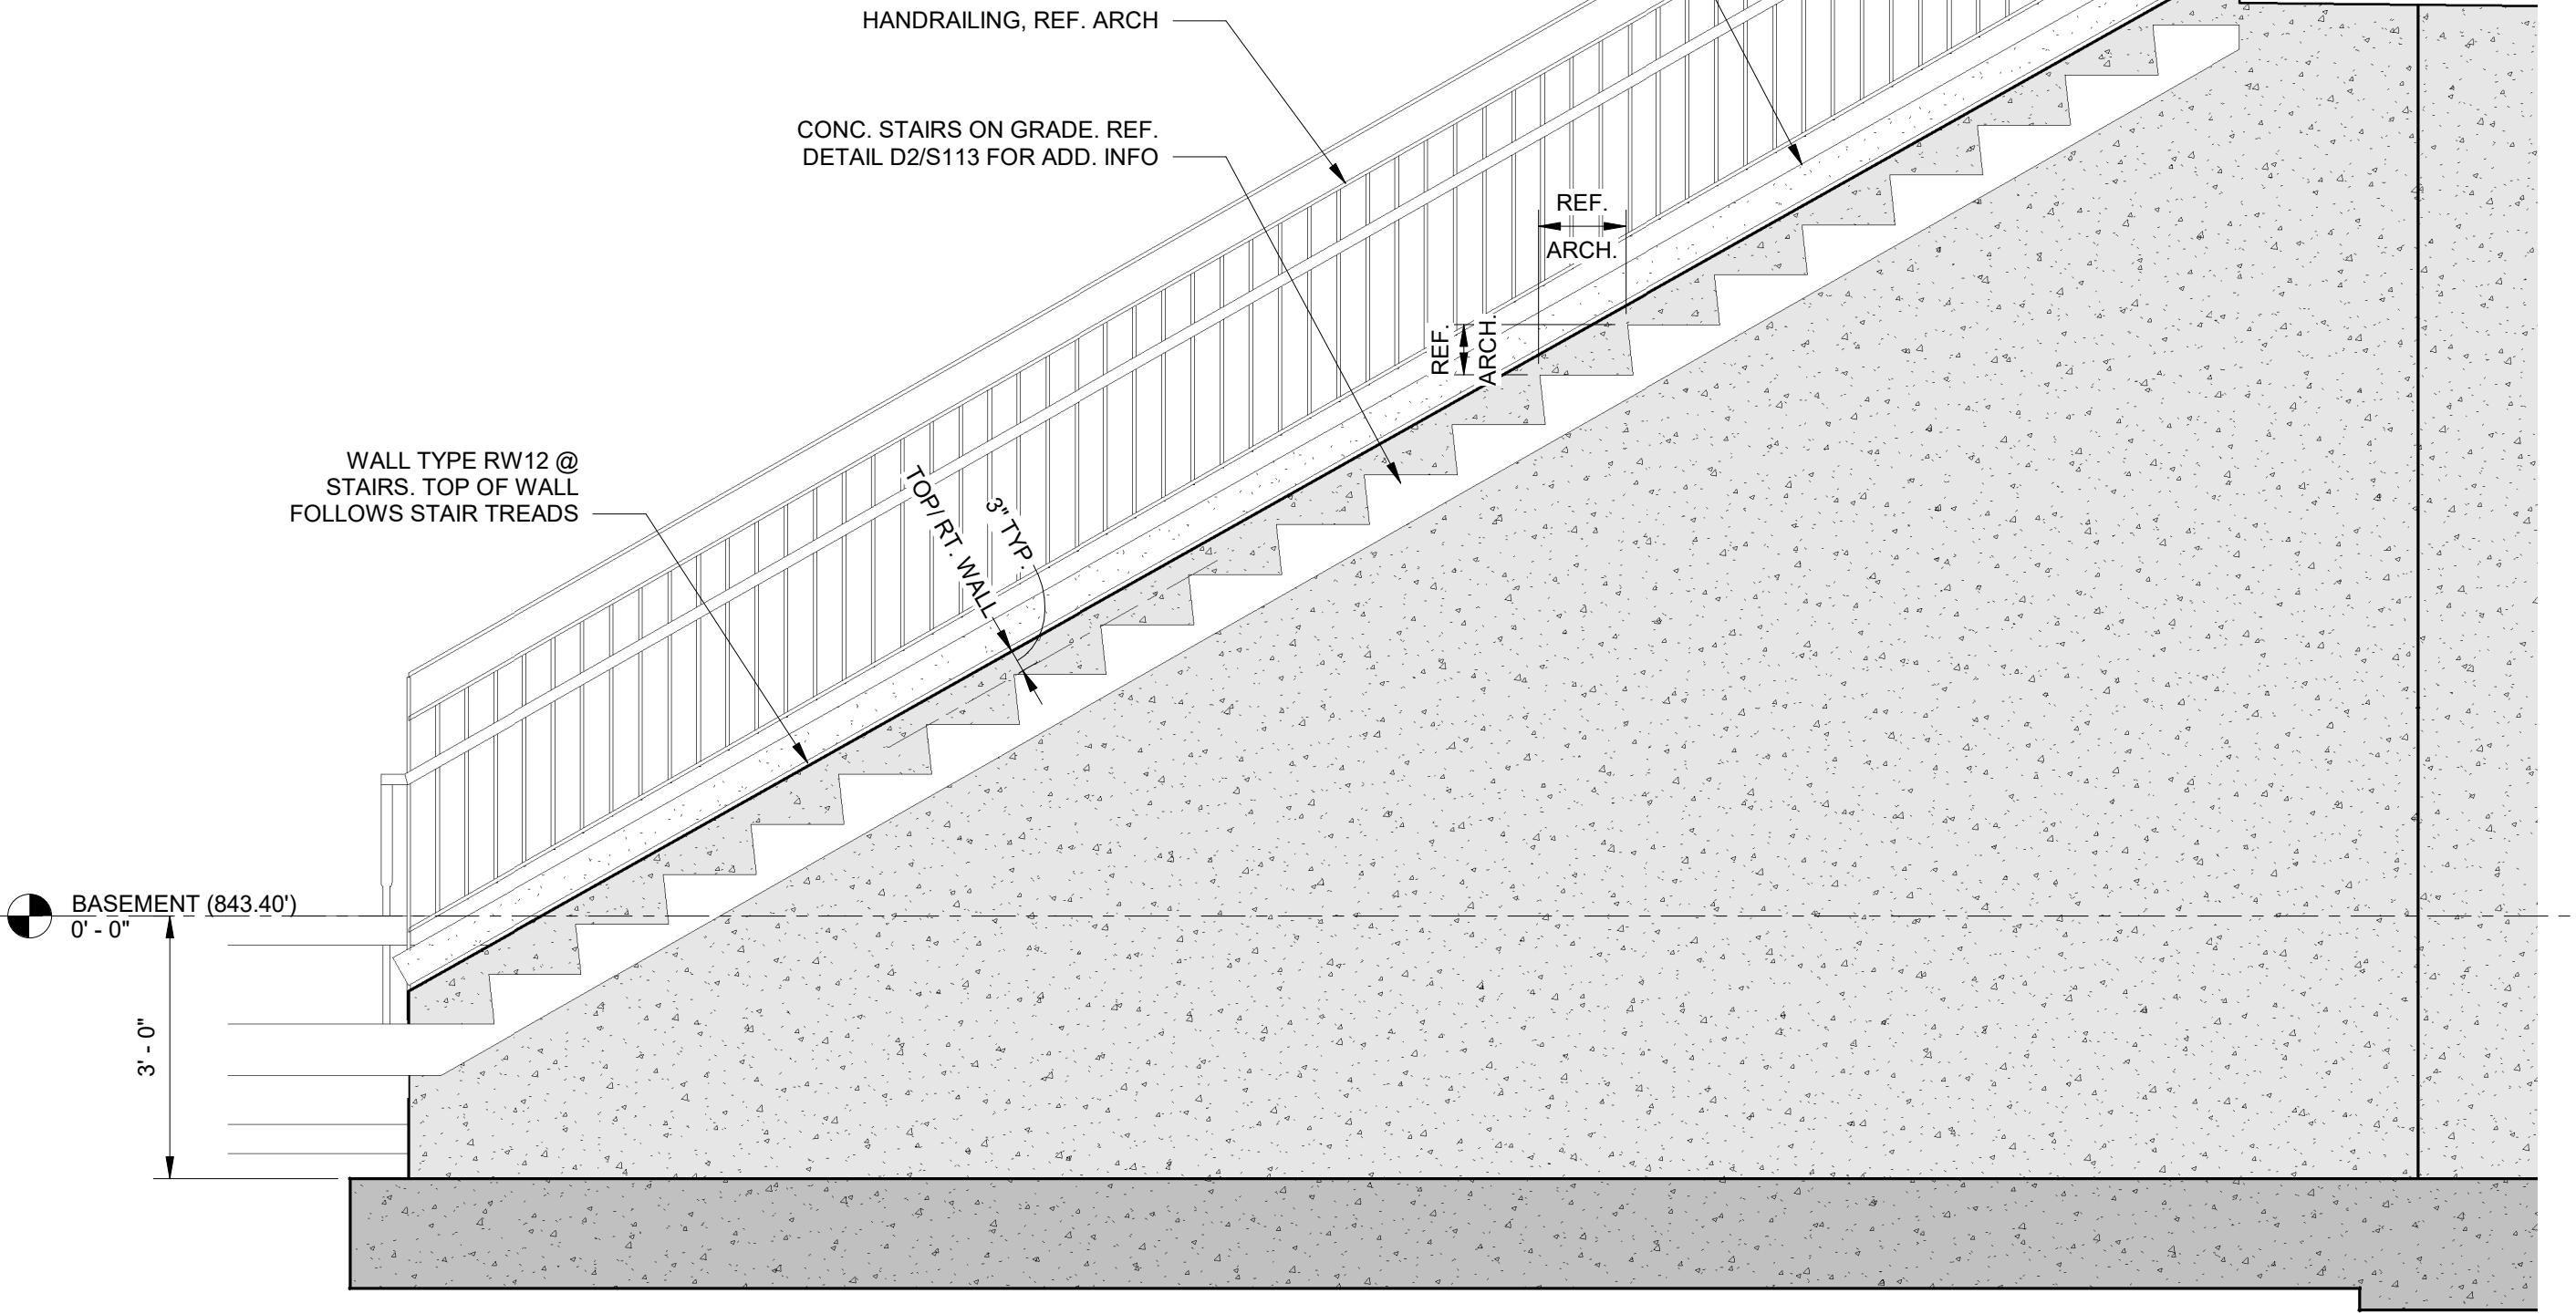 HANDRAILING, REF. ARCH
CONC. STAIRS ON GRADE. REF.
DETAIL D2/S113 FOR ADD. INFO
REF.
ARCH.
REF.
ARCH.
WALL TYPE RW12 @
STAIRS. TOP OF WALL
FOLLOWS STAIR TREADS
3" TYP.
TOP/ RT. WALL
BASEMENT (843.40')
0' - 0"
3' - 0"